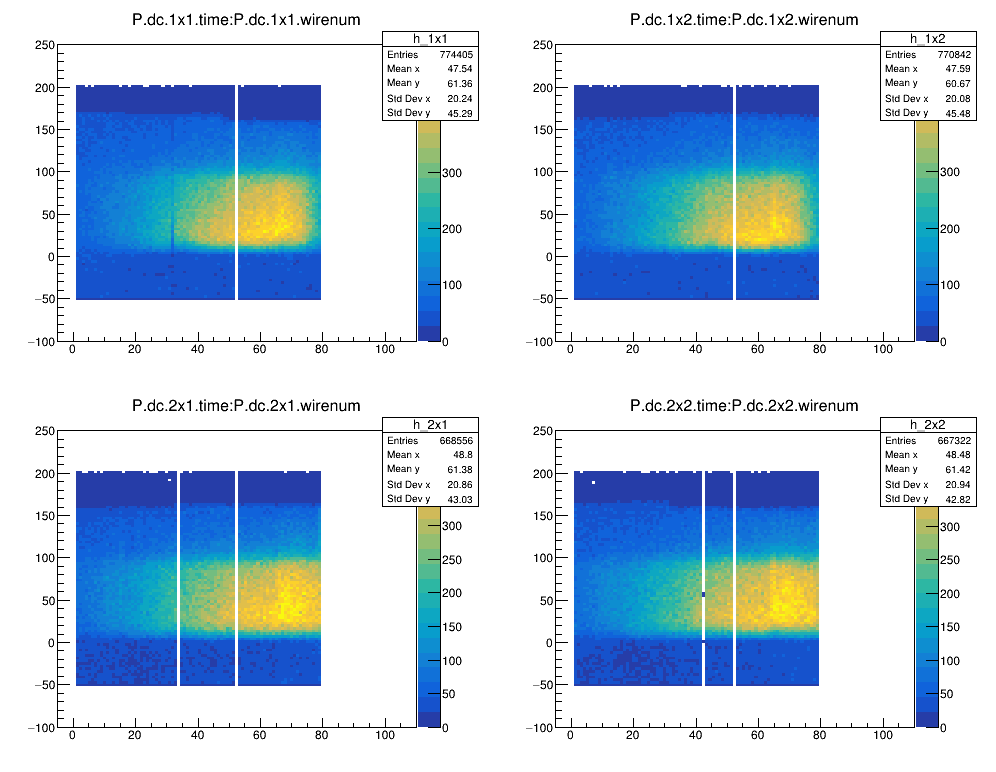 P.dc.1x1.time:P.dc.1x1.wirenum
h_1x1
Entries 774405
Mean x 47.54
Mean y 61.36
Std Dev x 20.24
Std Dev y 45.29
250
200
150
100
50
0
−50
−100
0 20 40 60 80 100
300
200
100
0
P.dc.1x2.time:P.dc.1x2.wirenum
h_1x2
Entries 770842
Mean x 47.59
Mean y 60.67
Std Dev x 20.08
Std Dev y 45.48
250
200
150
100
50
0
−50
−100
0 20 40 60 80 100
300
200
100
0
P.dc.2x1.time:P.dc.2x1.wirenum
h_2x1
Entries 668556
Mean x 48.8
Mean y 61.38
Std Dev x 20.86
Std Dev y 43.03
250
200
150
100
50
0
−50
−100
0 20 40 60 80 100
300
250
200
150
100
50
0
P.dc.2x2.time:P.dc.2x2.wirenum
h_2x2
Entries 667322
Mean x 48.48
Mean y 61.42
Std Dev x 20.94
Std Dev y 42.82
250
200
150
100
50
0
−50
−100
0 20 40 60 80 100
300
250
200
150
100
50
0